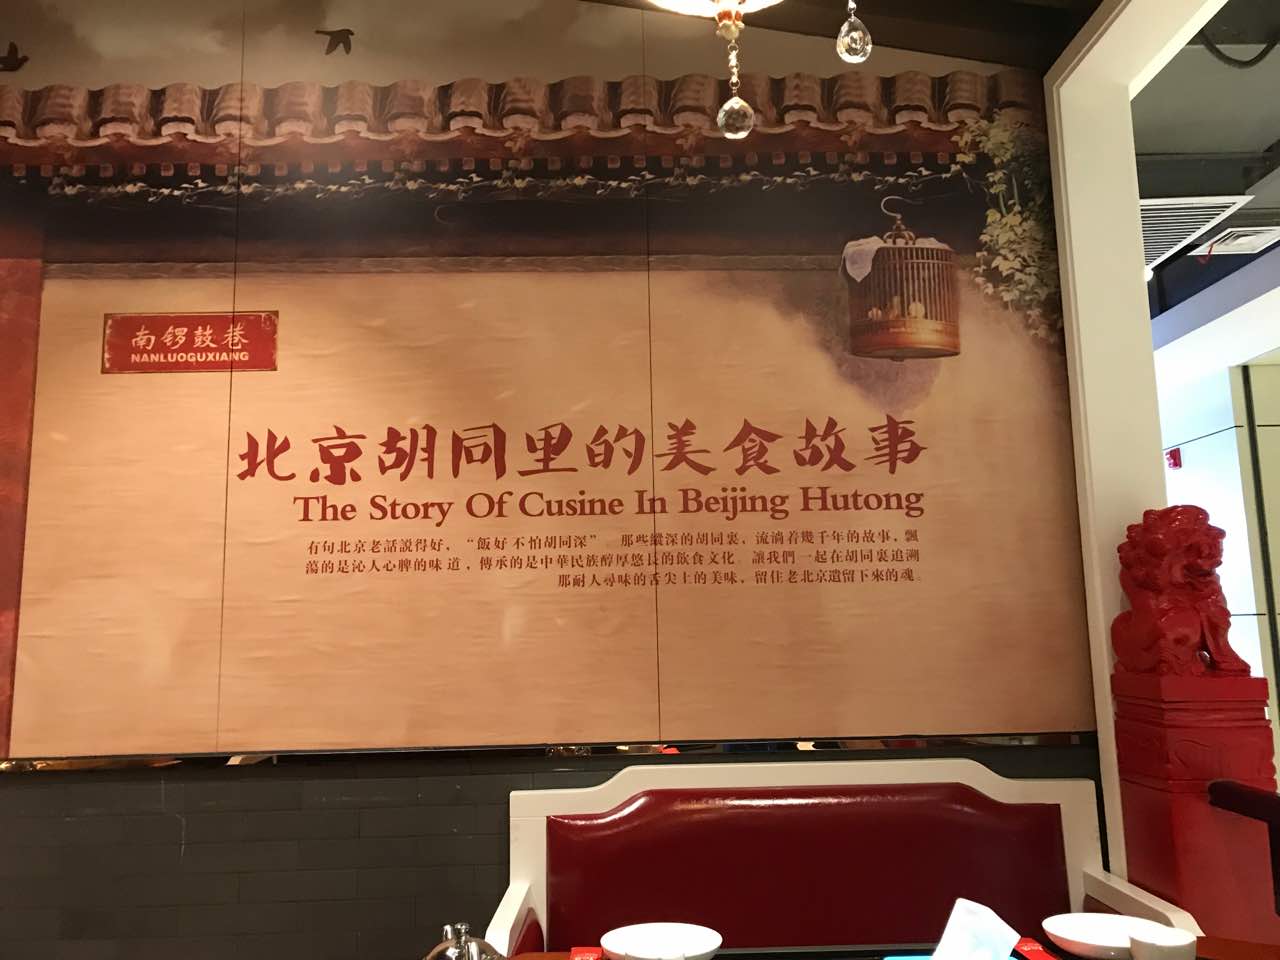 南锣鼓巷
NANLUOGUXIANG
北京胡同里的美食故事
The Story Of Cusine In Beijing Hutong
有句北京老話説得好，“飯好不怕胡同深”。那些縱深的胡同裏，流淌着幾千年的故事，飄
蕩的是沁人心脾的味道，傳承的是中華民族醇厚悠長的飲食文化。讓我們一起在胡同裏追溯
那耐人尋味的舌尖上的美味，留住老北京遺留下來的魂。